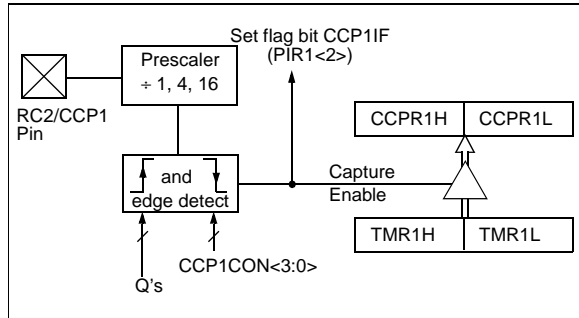 Set flag bit CCP1IF
(PIR1<2>)
Prescaler
÷ 1, 4, 16
RC2/CCP1
Pin
CCPR1H
CCPR1L
and
edge detect
Capture
Enable
TMR1H
TMR1L
CCP1CON<3:0>
Q's